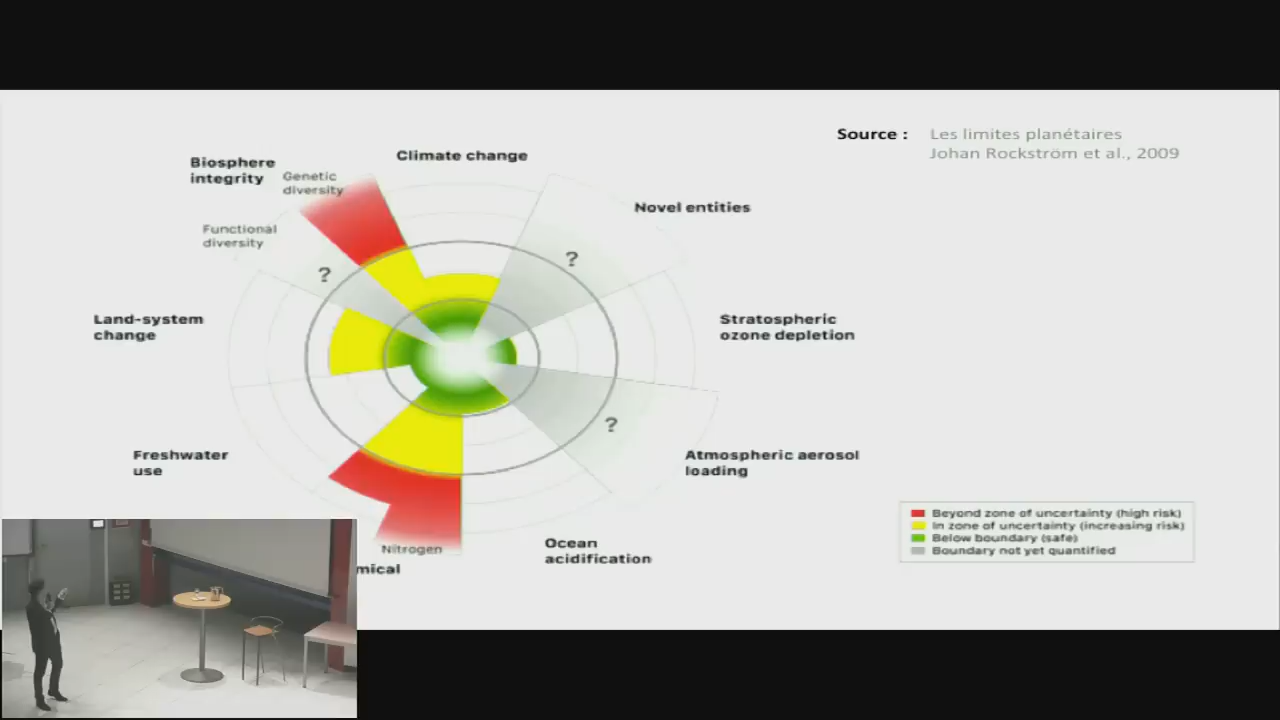 Source :
Les limites planétaires
Johan Rockström et al., 2009
Climate change
Biosphere
integrity
Genetic
diversity
Novel entities
Functional
diversity
?
?
Land-system
change
Stratospheric
ozone depletion
?
Freshwater
use
Atmospheric aerosol
loading
Beyond zone of uncertainty (high risk)
In zone of uncertainty (increasing risk)
Below boundary (safe)
Boundary not yet quantified
Nitrogen
mical
Ocean
acidification